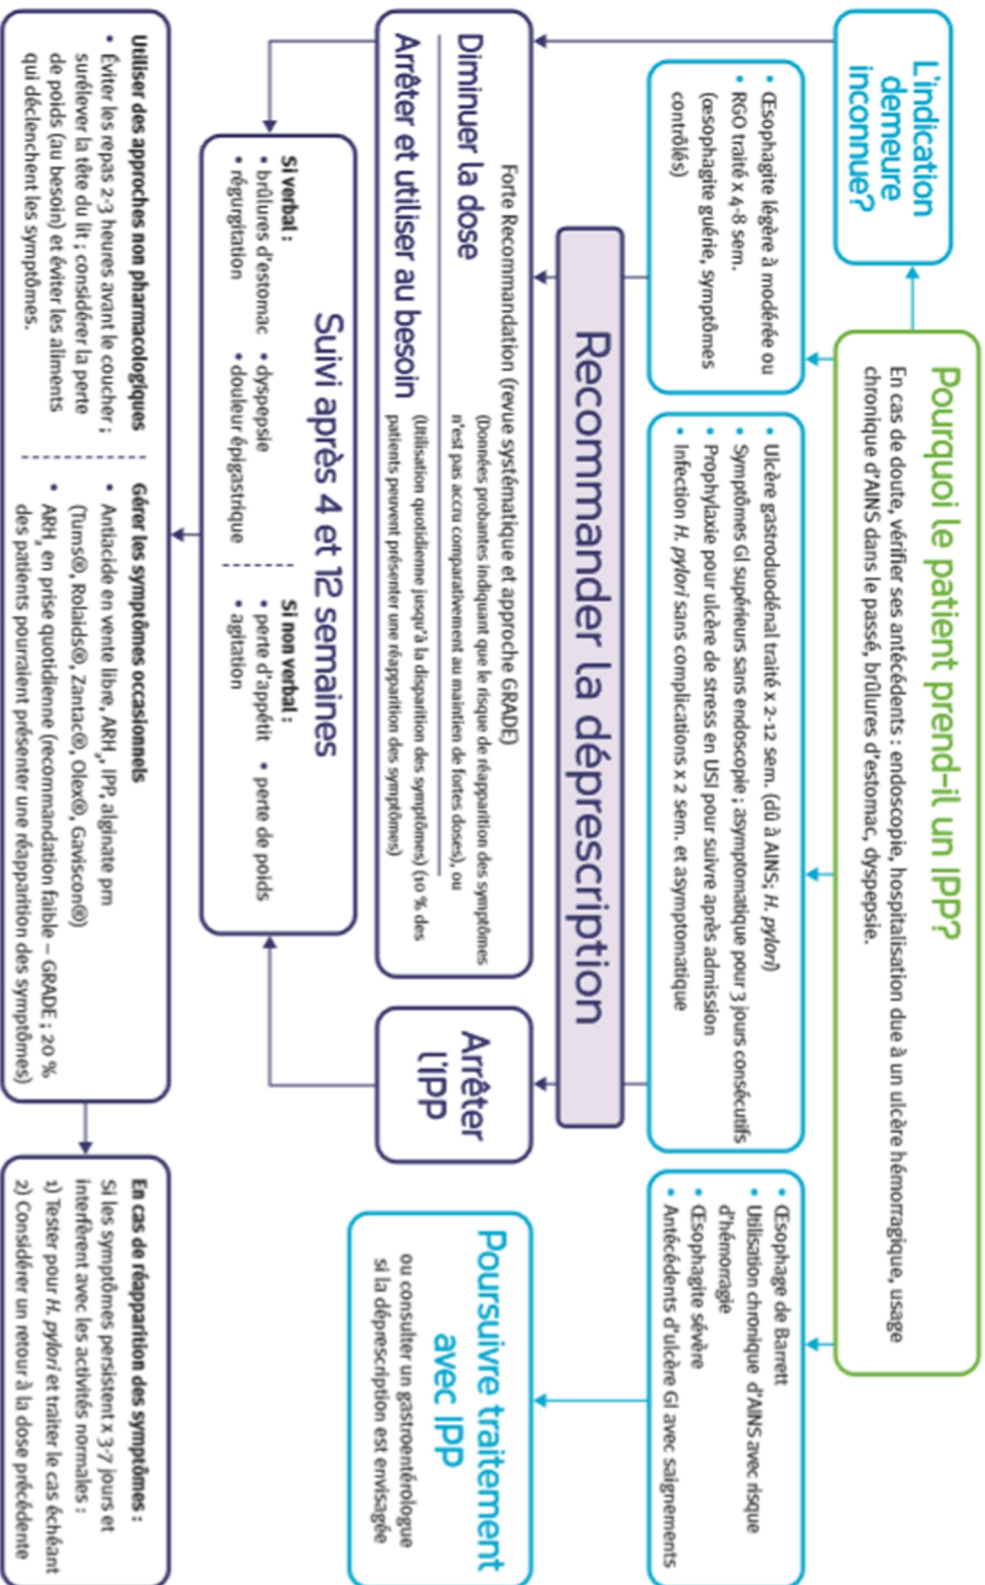 Pourquoi le patient prend-il un IPP?
En cas de doute, vérifier ses antécédents : endoscopie, hospitalisation due à un ulcère hémorragique, usage
chronique d'AINS dans le passé, brûlures d'estomac, dyspepsie.
L'indication
demeure
inconnue?
• Œsophagite légère à modérée ou
• RGO traité x 4-8 sem.
(œsophagite guérie, symptômes
contrôlés)
• Ulcère gastroduodénal traité x 2-12 sem. (dû à AINS; H. pylori)
• Symptômes GI supérieurs sans endoscopie ; asymptomatique pour 3 jours consécutifs
• Prophylaxie pour ulcère de stress en USI pour suivre après admission
• Infection H. pylori sans complications x 2 sem. et asymptomatique
• Œsophage de Barrett
• Utilisation chronique d'AINS avec risque
d'hémorragie
• Œsophagite sévère
• Antécédents d'ulcère GI avec saignements
Recommander la déprescription
Forte Recommandation (revue systématique et approche GRADE)
Diminuer la dose
(Données probantes indiquant que le risque de réapparition des symptômes
n'est pas accru comparativement au maintien de fortes doses), ou
Arrêter et utiliser au besoin
(Utilisation quotidienne jusqu'à la disparition des symptômes) (10 % des
patients peuvent présenter une réapparition des symptômes)
Arrêter
l'IPP
Poursuivre traitement
avec IPP
ou consulter un gastroentérologue
si la déprescription est envisagée
Suivi après 4 et 12 semaines
Si verbal :
• brûlures d'estomac • dyspepsie
• régurgitation • douleur épigastrique
Si non verbal :
• perte d'appétit • perte de poids
• agitation
Utiliser des approches non pharmacologiques
• Éviter les repas 2-3 heures avant le coucher ;
surélever la tête du lit ; considérer la perte
de poids (au besoin) et éviter les aliments
qui déclenchent les symptômes.
Gérer les symptômes occasionnels
• Antiacide en vente libre, ARH₂, IPP, alginate prn
(Tums®, Rolaids®, Zantac®, Olex®, Gaviscon®)
• ARH₂ en prise quotidienne (recommandation faible – GRADE ; 20 %
des patients pourraient présenter une réapparition des symptômes)
En cas de réapparition des symptômes :
Si les symptômes persistent x 3-7 jours et
interfèrent avec les activités normales :
1) Tester pour H. pylori et traiter le cas échéant
2) Considérer un retour à la dose précédente